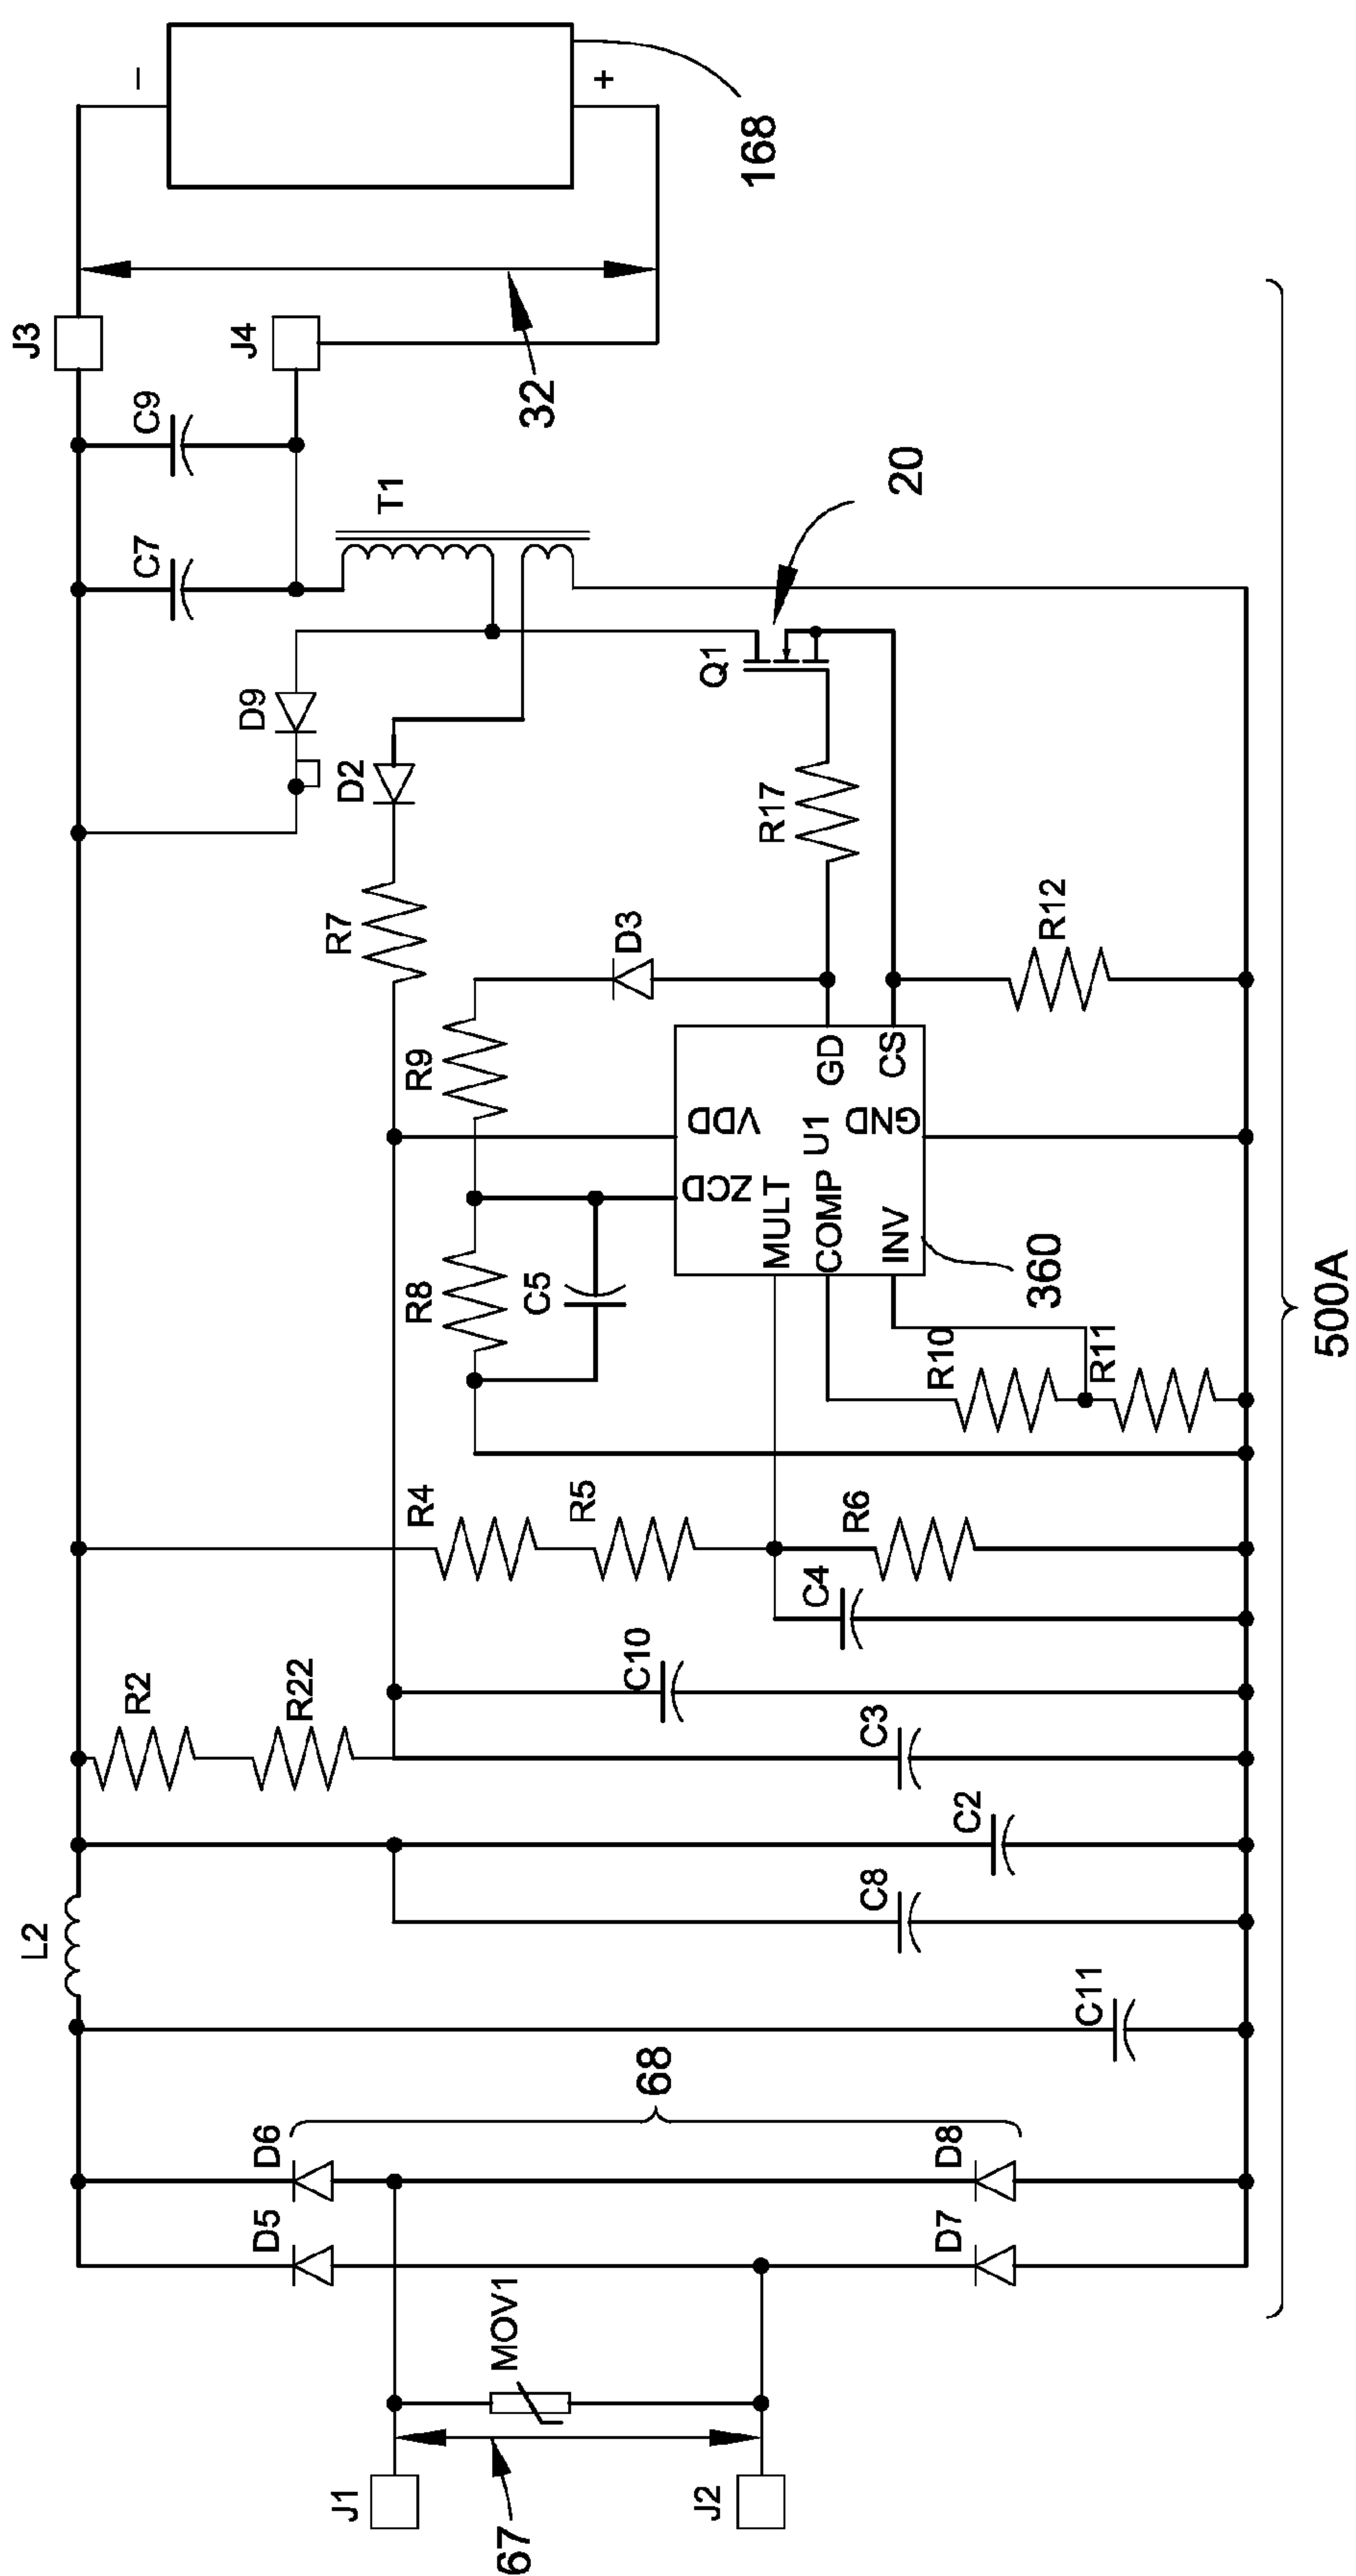 J3
C9
C7
J4
–
+
168
32
T1
D9
D2
20
Q1
R7
R17
D3
R9
R12
VDD
ZCD
GD
CS
U1
GND
MULT
COMP
INV
360
R8
C5
R10
R11
R4
R5
R6
C4
R2
R22
C10
C3
C2
C8
L2
C11
68
D6
D5
D8
D7
MOV1
J1
J2
67
500A